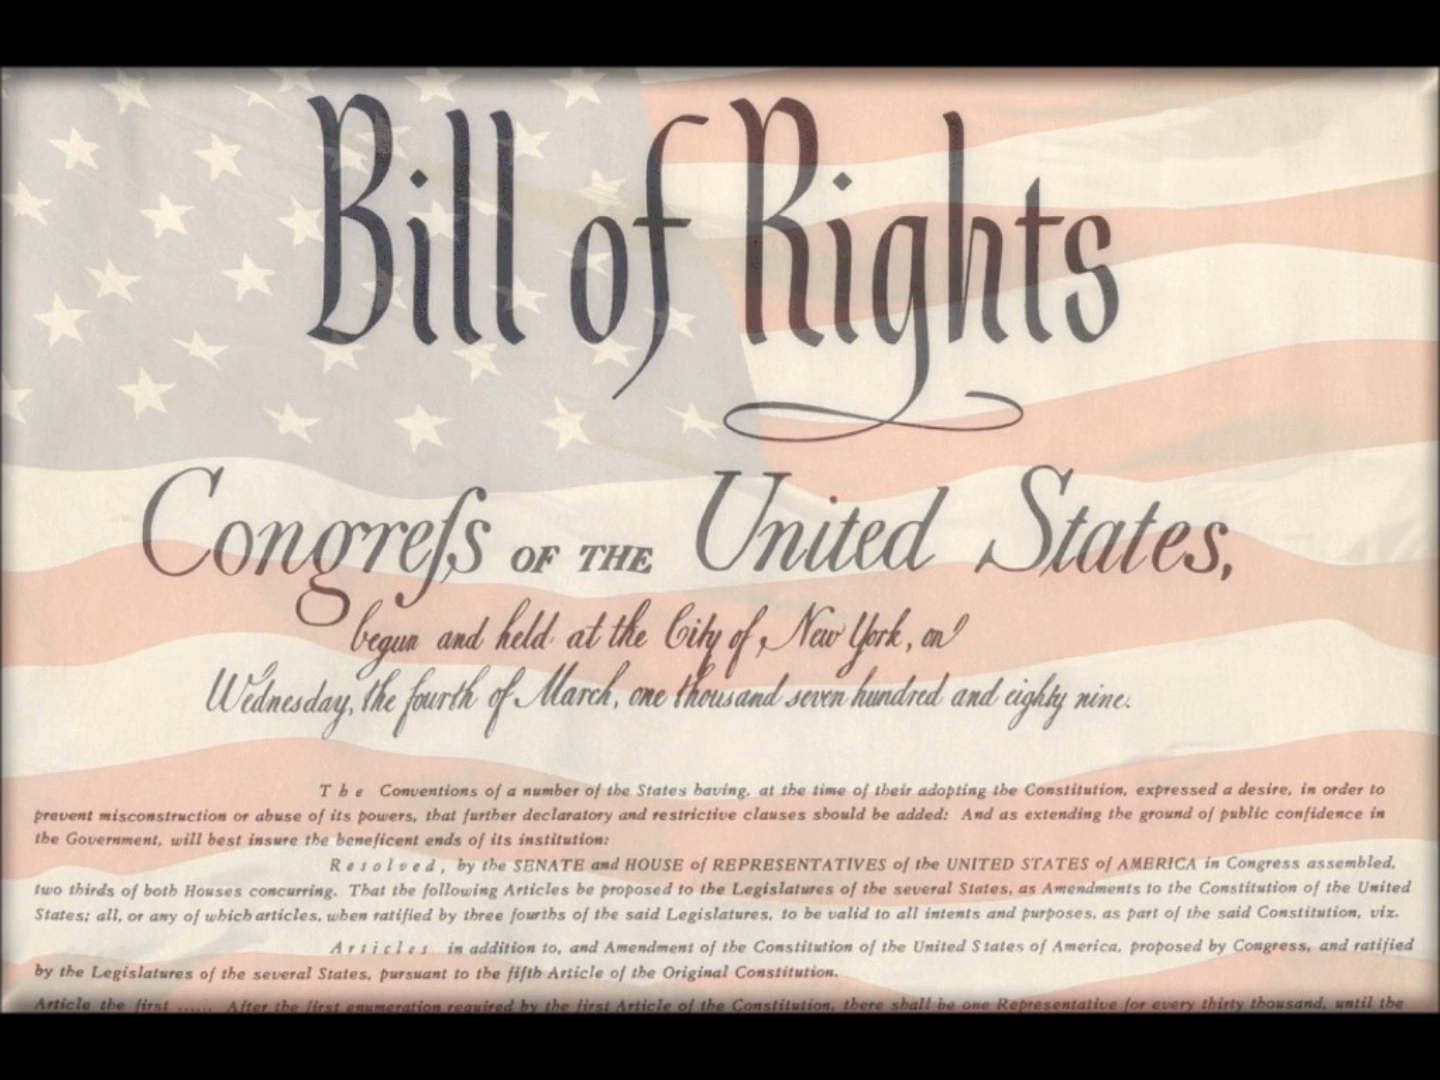 Bill of Rights
Congreſs OF THE United States,
begun and held at the City of New York, on
Wednesday, the fourth of March, one thousand seven hundred and eighty nine.
The Conventions of a number of the States having, at the time of their adopting the Constitution, expressed a desire, in order to
prevent misconstruction or abuse of its powers, that further declaratory and restrictive clauses should be added: And as extending the ground of public confidence in
the Government, will best insure the beneficent ends of its institution:
Resolved, by the SENATE and HOUSE of REPRESENTATIVES of the UNITED STATES of AMERICA in Congress assembled,
two thirds of both Houses concurring. That the following Articles be proposed to the Legislatures of the several States, as Amendments to the Constitution of the United
States; all, or any of which articles, when ratified by three fourths of the said Legislatures, to be valid to all intents and purposes, as part of the said Constitution, viz.
Articles in addition to, and Amendment of the Constitution of the United States of America, proposed by Congress, and ratified
by the Legislatures of the several States, pursuant to the fifth Article of the Original Constitution.
Article the first ...... After the first enumeration required by the first Article of the Constitution, there shall be one Representative for every thirty thousand, until the